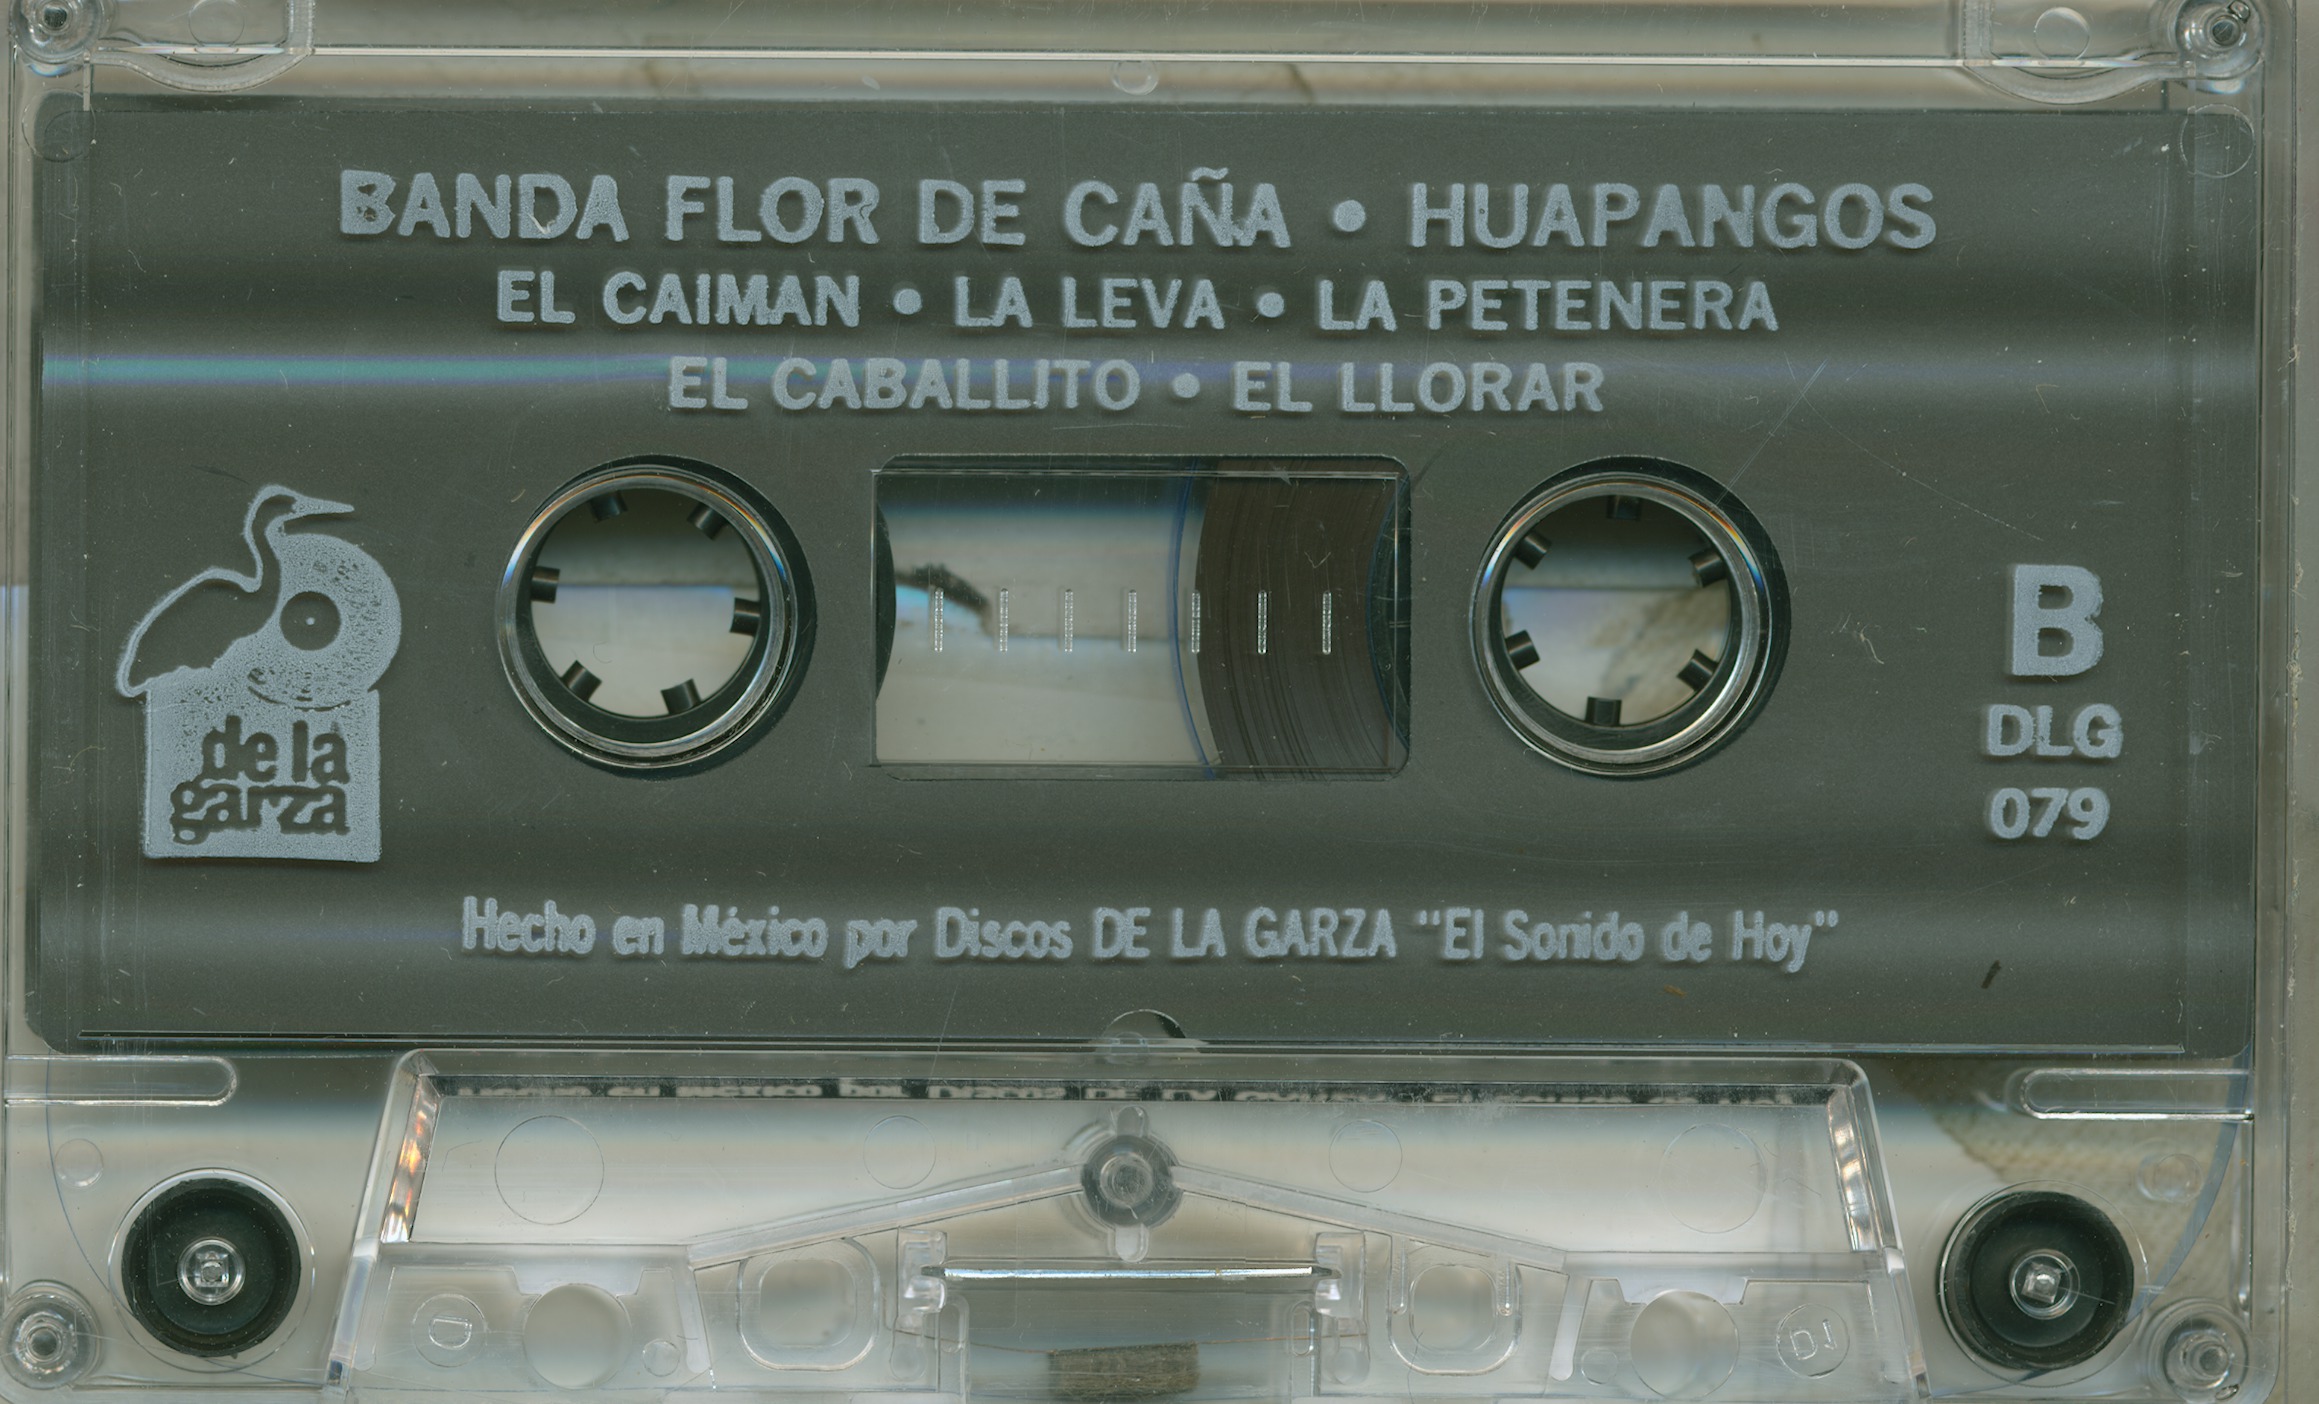 BANDA FLOR DE CAÑA • HUAPANGOS
EL CAIMAN • LA LEVA • LA PETENERA
EL CABALLITO • EL LLORAR
de la
garza
B
DLG
079
Hecho en México por Discos DE LA GARZA "El Sonido de Hoy"
D
DJ